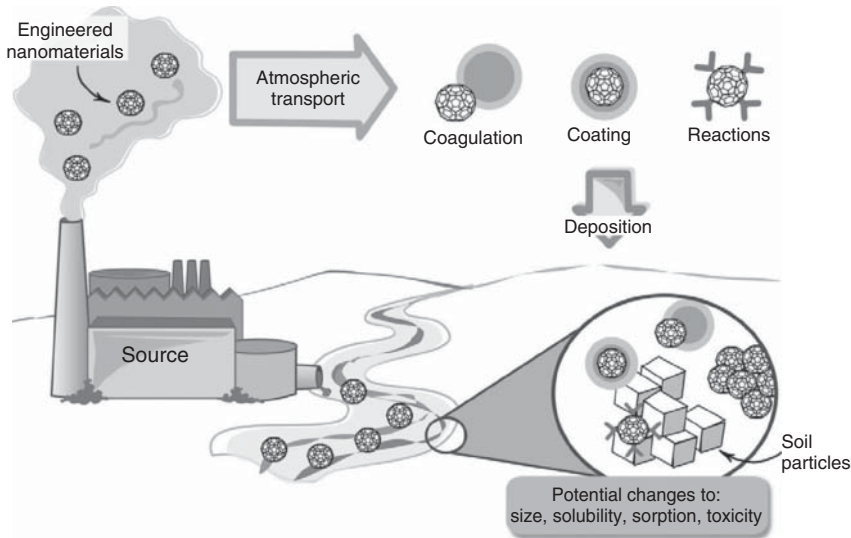 Engineered
nanomaterials
Atmospheric
transport
Coagulation
Coating
Reactions
Deposition
Source
Soil
particles
Potential changes to:
size, solubility, sorption, toxicity